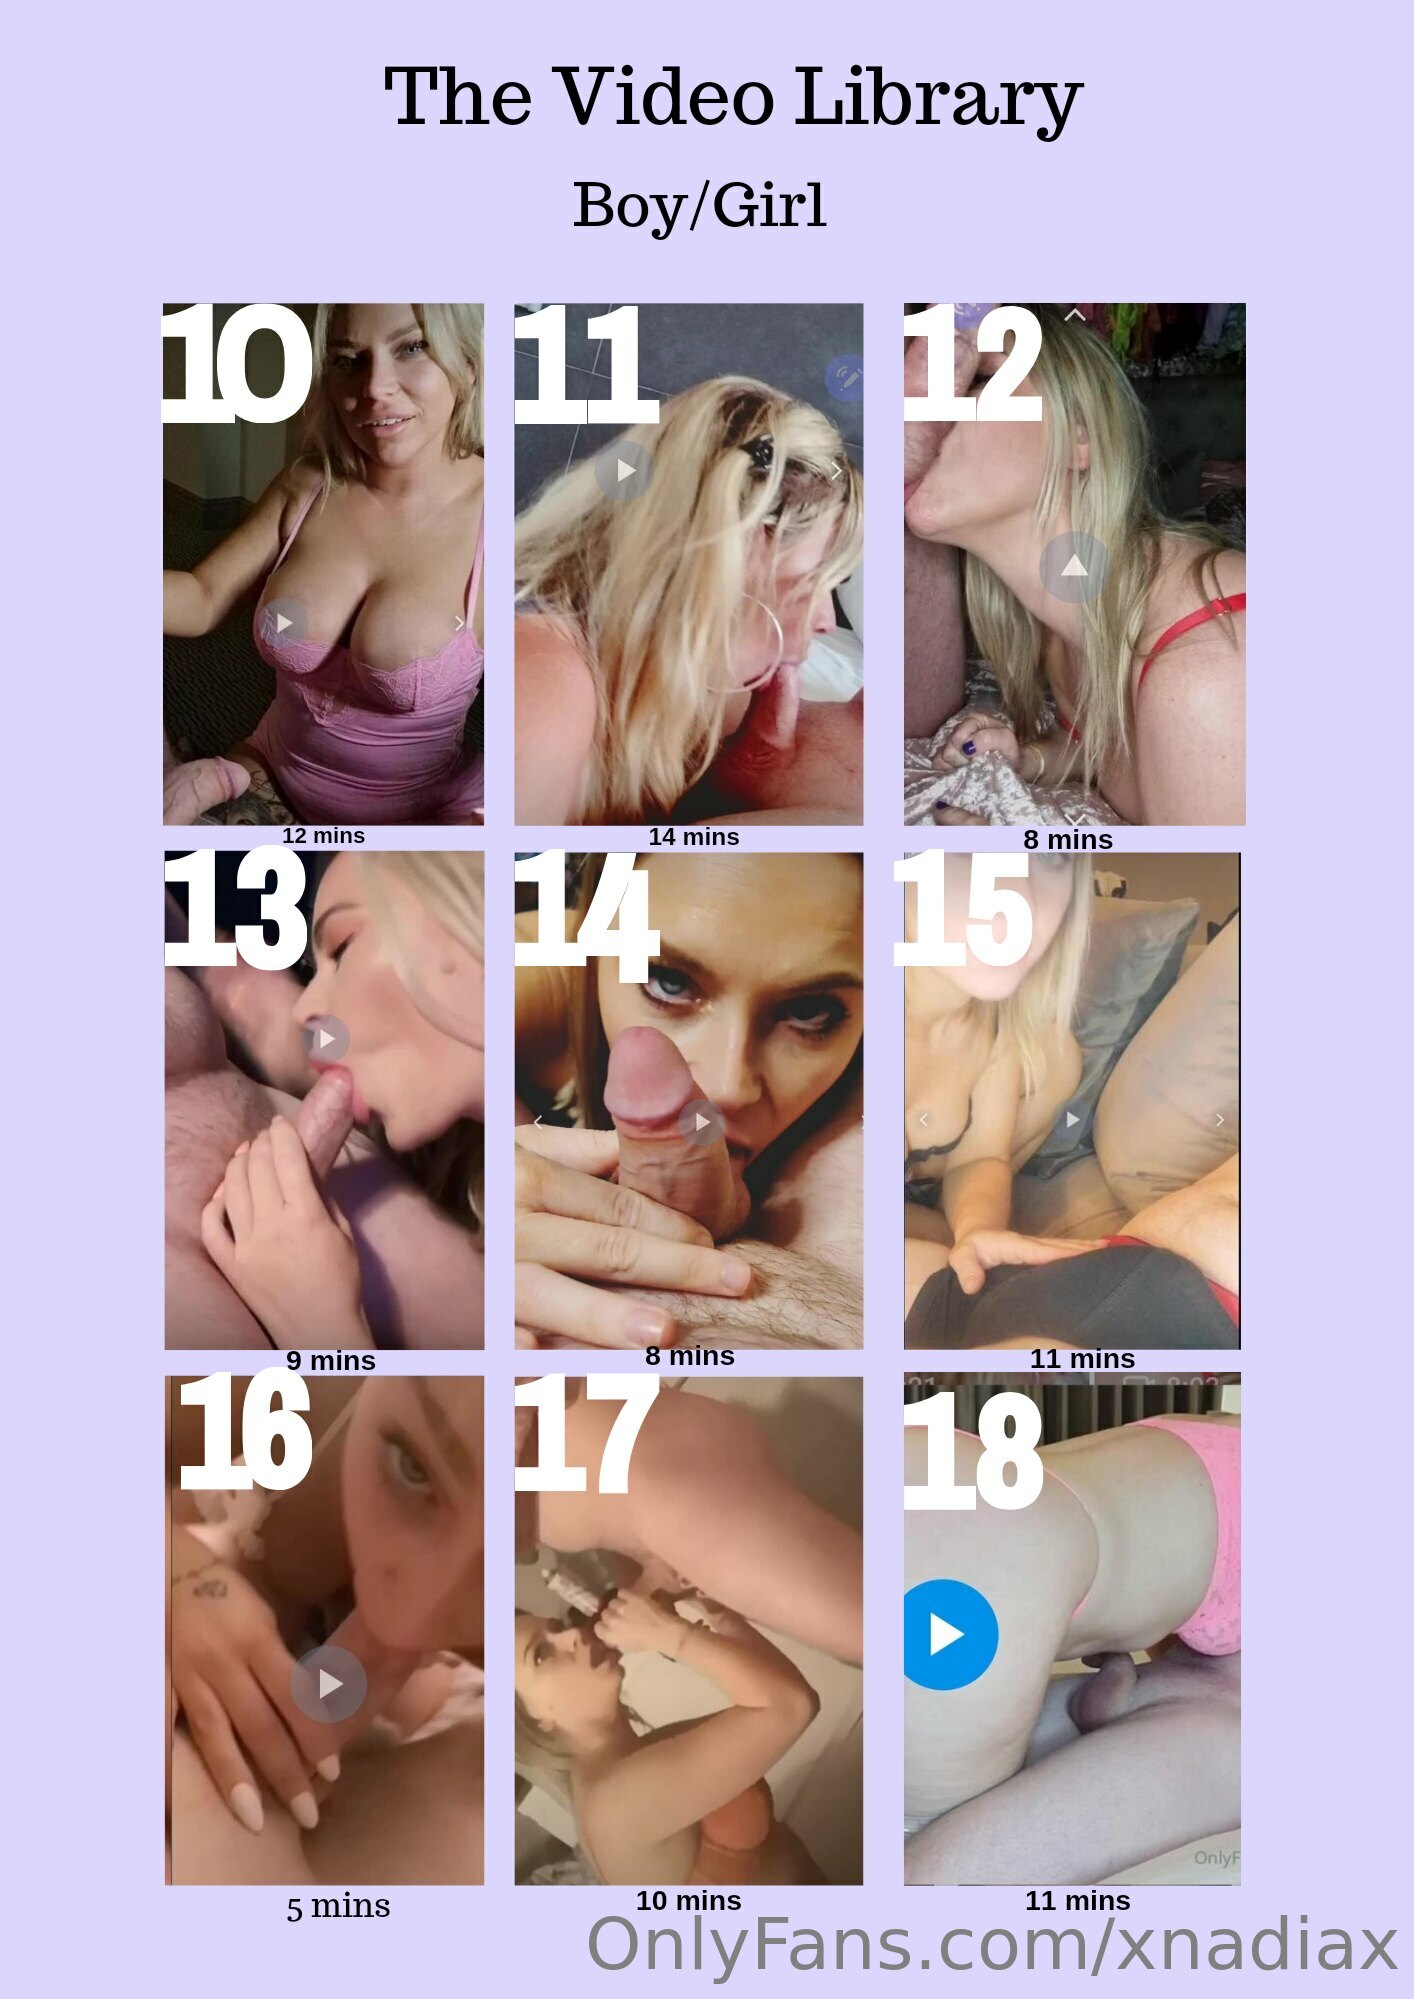 The Video Library
Boy/Girl
10
11
12
12 mins
14 mins
8 mins
13
14
15
9 mins
8 mins
11 mins
16
17
18
OnlyF
5 mins
10 mins
11 mins
OnlyFans.com/xnadiax